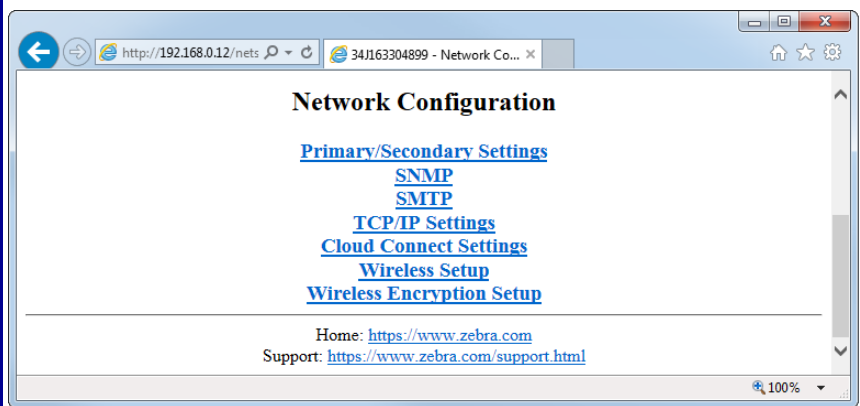 http://192.168.0.12/nets
34J163304899 - Network Co...
Network Configuration
Primary/Secondary Settings
SNMP
SMTP
TCP/IP Settings
Cloud Connect Settings
Wireless Setup
Wireless Encryption Setup
Home: https://www.zebra.com
Support: https://www.zebra.com/support.html
100%